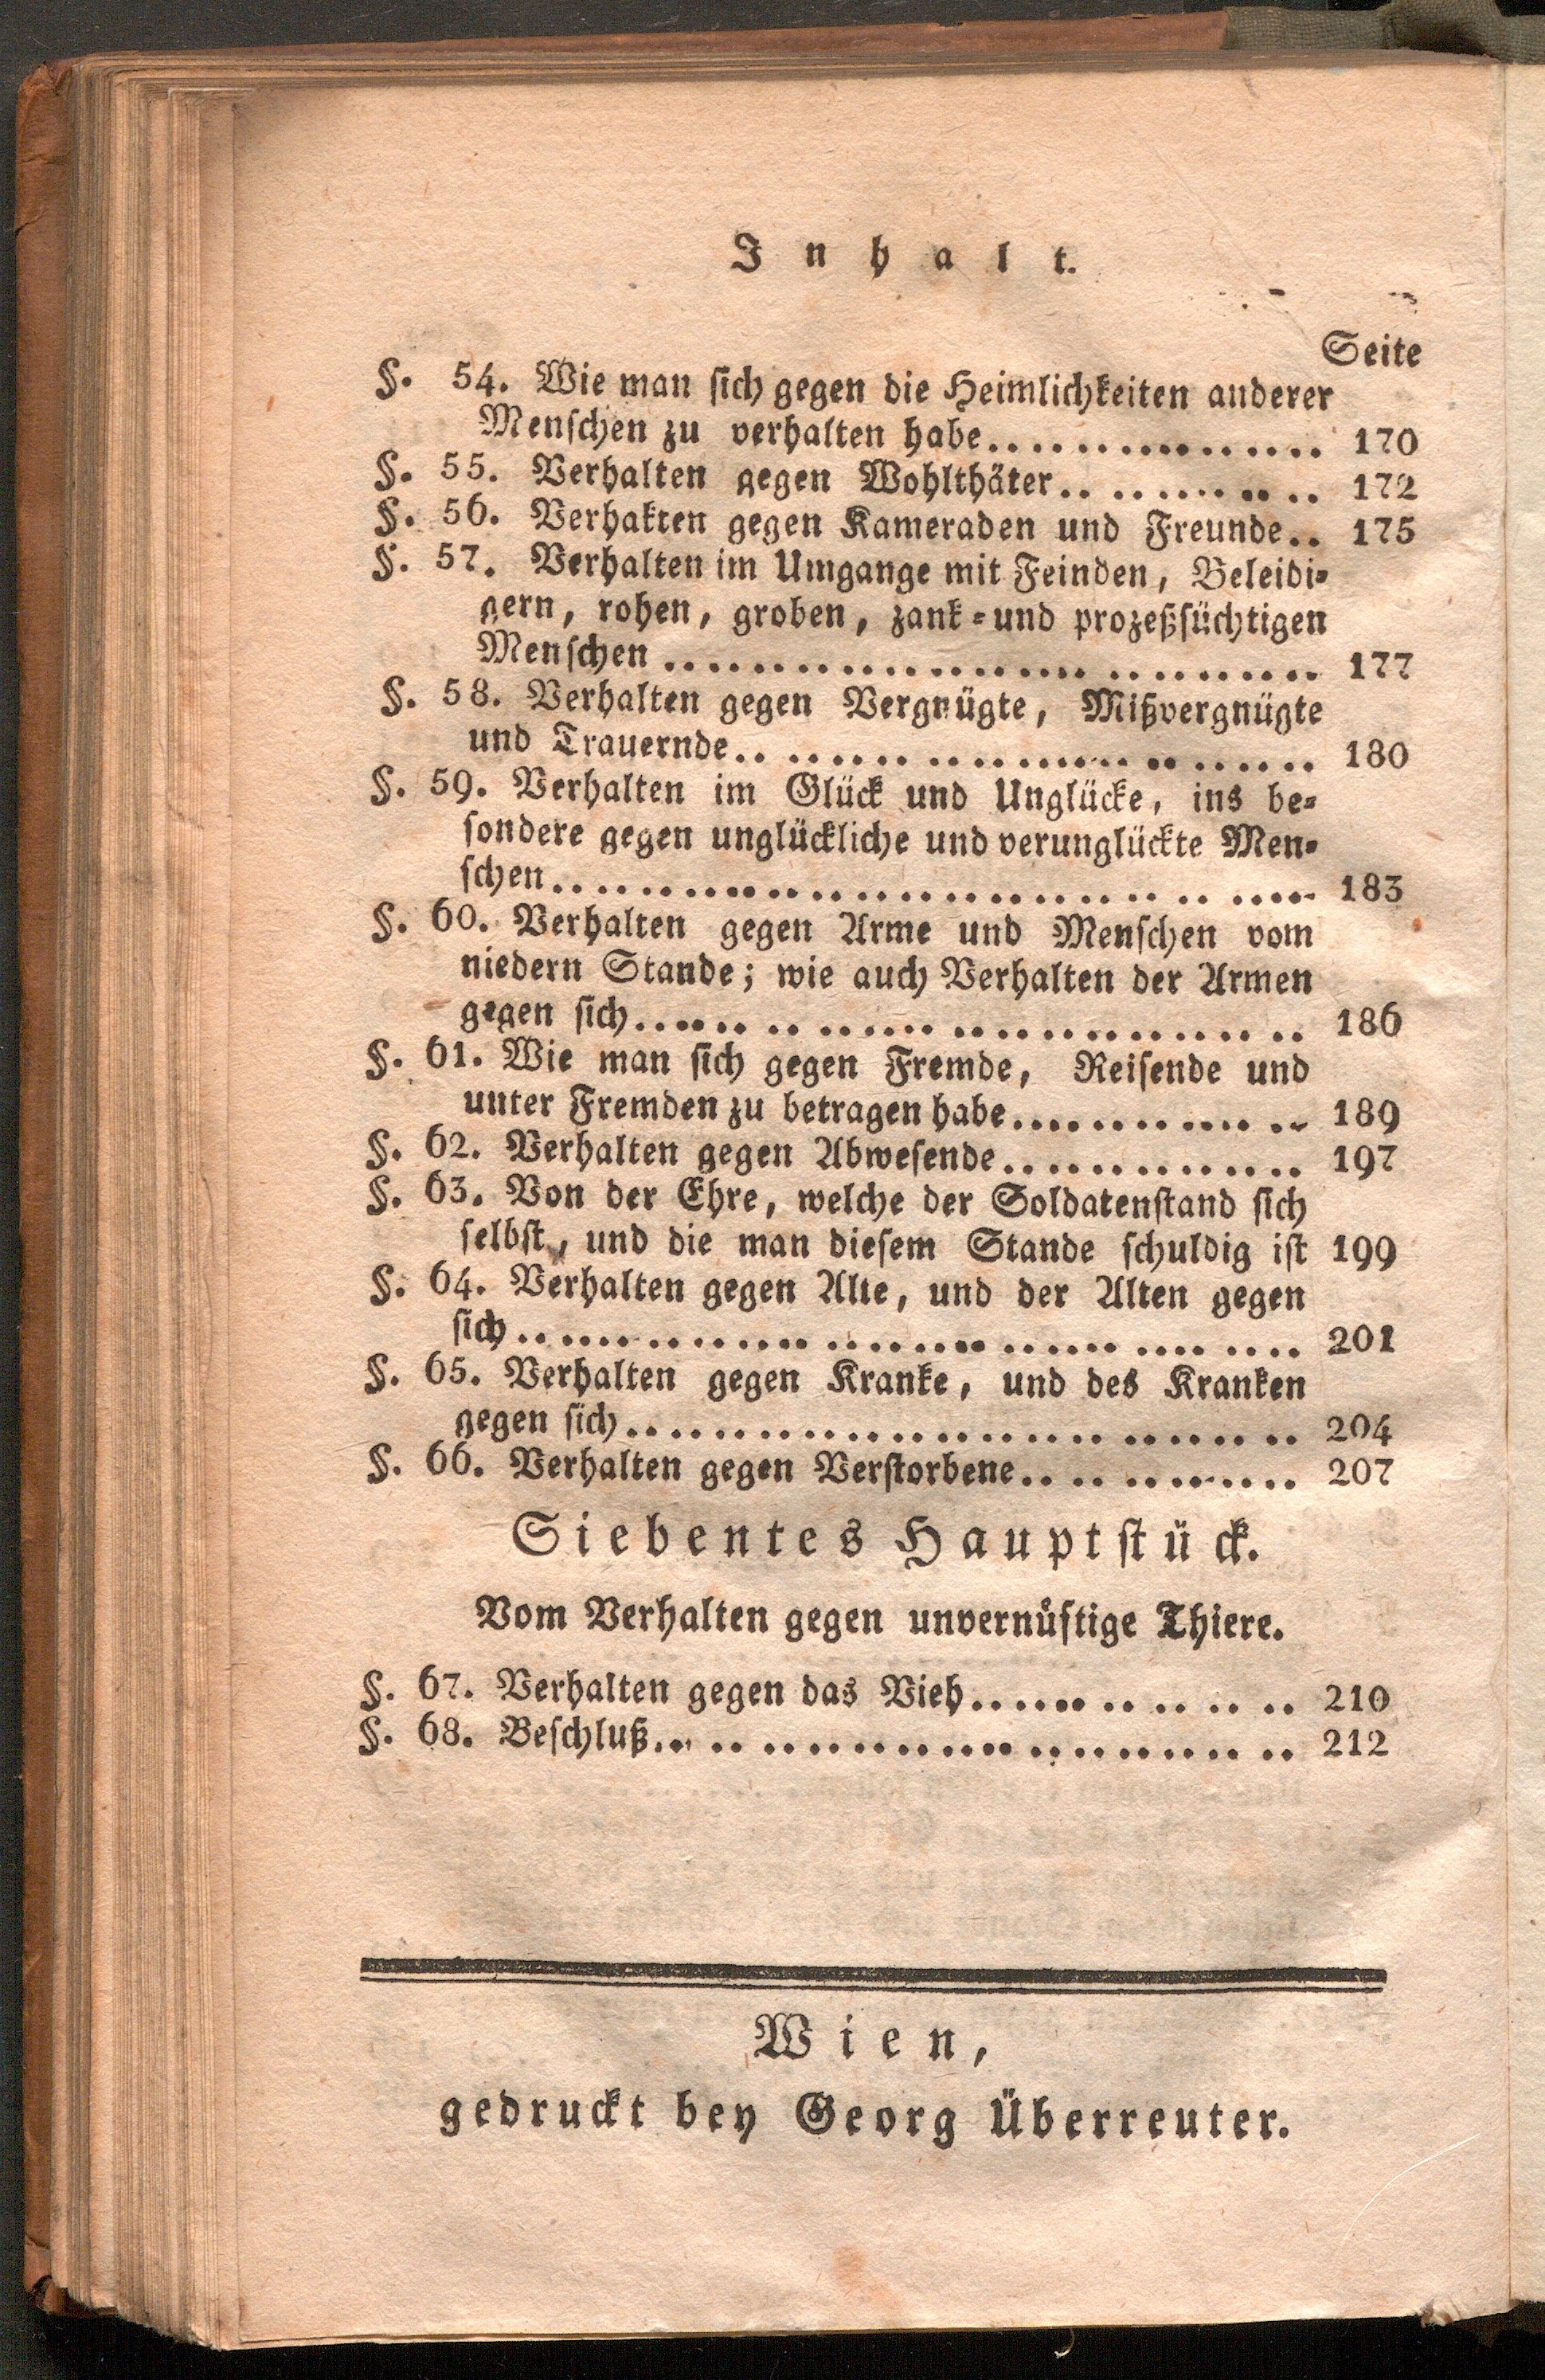 Inhalt.
Seite
§. 54. Wie man sich gegen die Heimlichkeiten anderer
Menschen zu verhalten habe................ 170
§. 55. Verhalten gegen Wohlthäter............ 172
§. 56. Verhakten gegen Kameraden und Freunde.. 175
§. 57. Verhalten im Umgange mit Feinden, Beleidi-
gern, rohen, groben, zank-und prozeßsüchtigen
Menschen .............................. 177
§. 58. Verhalten gegen Vergnügte, Mißvergnügte
und Trauernde.......................... 180
§. 59. Verhalten im Glück und Unglücke, ins be-
sondere gegen unglückliche und verunglückte Men-
schen.................................. 183
§. 60. Verhalten gegen Arme und Menschen vom
niedern Stande; wie auch Verhalten der Armen
gegen sich.............................. 186
§. 61. Wie man sich gegen Fremde, Reisende und
unter Fremden zu betragen habe.............. 189
§. 62. Verhalten gegen Abwesende.............. 197
§. 63. Von der Ehre, welche der Soldatenstand sich
selbst, und die man diesem Stande schuldig ist 199
§. 64. Verhalten gegen Alte, und der Alten gegen
sich.................................... 201
§. 65. Verhalten gegen Kranke, und des Kranken
gegen sich.............................. 204
§. 66. Verhalten gegen Verstorbene............ 207
Siebentes Hauptstück.
Vom Verhalten gegen unvernüftige Thiere.
§. 67. Verhalten gegen das Vieh.............. 210
§. 68. Beschluß............................ 212
Wien,
gedruckt bey Georg Überreuter.